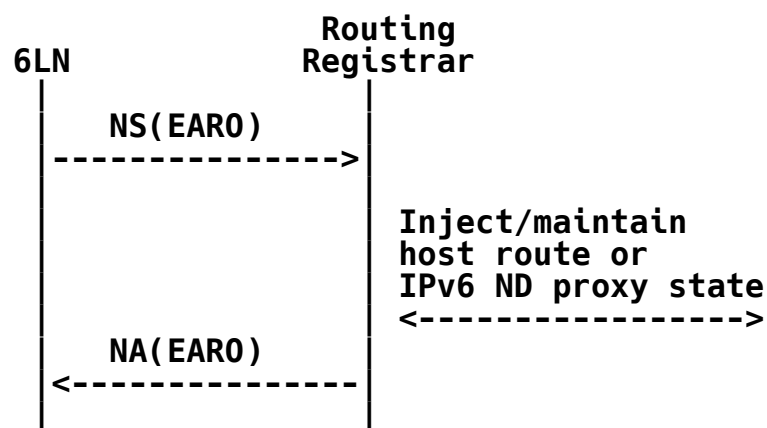 Routing
6LN Registrar
NS(EARO)
--------------->
Inject/maintain
host route or
IPv6 ND proxy state
<----------------->
NA(EARO)
<---------------